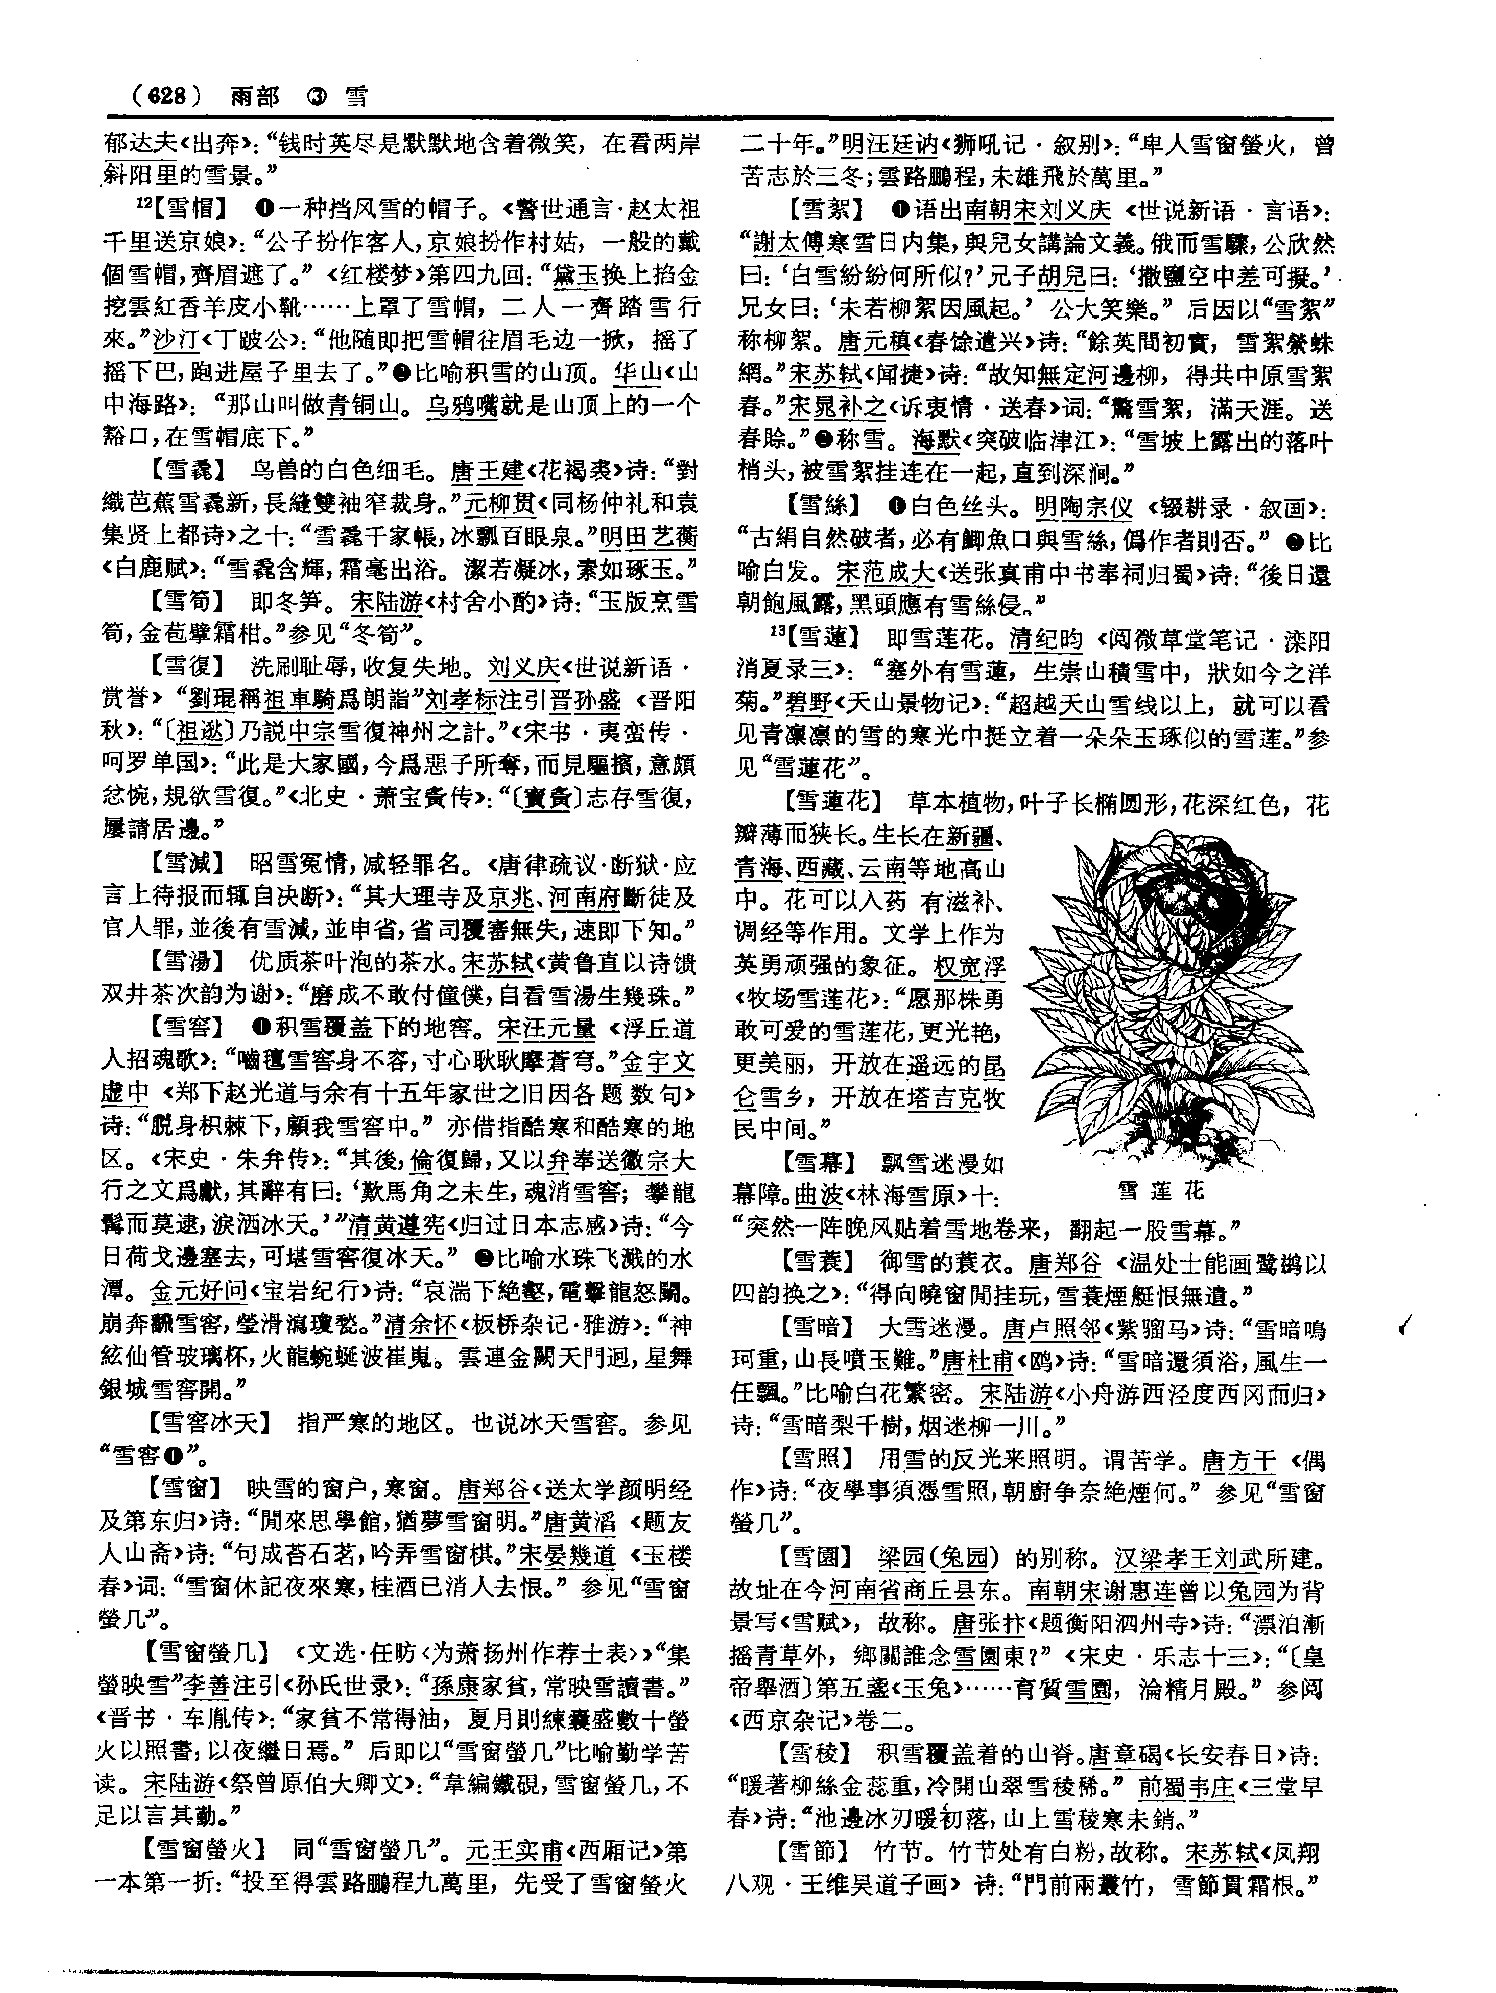 （628） 雨部 ③ 雪
郁达夫《出奔》：“钱时英尽是默默地含着微笑，在看两岸
斜阳里的雪景。”
12【雪帽】 ❶一种挡风雪的帽子。《警世通言·赵太祖
千里送京娘》：“公子扮作客人，京娘扮作村姑，一般的戴
個雪帽，齊眉遮了。”《红楼梦》第四九回：“黛玉换上掐金
挖雲紅香羊皮小靴……上罩了雪帽，二人一齊踏雪行
來。”沙汀《丁跛公》：“他随即把雪帽往眉毛边一掀，摇了
摇下巴，跑进屋子里去了。”❷比喻积雪的山顶。华山《山
中海路》：“那山叫做青铜山。乌鸦嘴就是山顶上的一个
豁口，在雪帽底下。”
【雪毳】 鸟兽的白色细毛。唐王建《花褐裘》诗：“對
織芭蕉雪毳新，長縫雙袖窄裁身。”元柳贯《同杨仲礼和袁
集贤上都诗》之十：“雪毳千家帳，冰瓢百眼泉。”明田艺蘅
《白鹿赋》：“雪毳含輝，霜毫出浴。潔若凝冰，素如琢玉。”
【雪筍】 即冬笋。宋陆游《村舍小酌》诗：“玉版烹雪
筍，金苞擘霜柑。”参见“冬筍”。
【雪復】 洗刷耻辱，收复失地。刘义庆《世说新语·
赏誉》“劉琨稱祖車騎爲朗詣”刘孝标注引晋孙盛《晋阳
秋》：“〔祖逖〕乃説中宗雪復神州之計。”《宋书·夷蛮传·
呵罗单国》：“此是大家國，今爲惡子所奪，而見驅擯，意頗
忿惋，規欲雪復。”《北史·萧宝夤传》：“〔寶夤〕志存雪復，
屢請居邊。”
【雪減】 昭雪冤情，减轻罪名。《唐律疏议·断狱·应
言上待报而辄自决断》：“其大理寺及京兆、河南府斷徒及
官人罪，並後有雪減，並申省，省司覆審無失，速即下知。”
【雪湯】 优质茶叶泡的茶水。宋苏轼《黄鲁直以诗馈
双井茶次韵为谢》：“磨成不敢付僮僕，自看雪湯生幾珠。”
【雪窖】 ❶积雪覆盖下的地窖。宋汪元量《浮丘道
人招魂歌》：“嚙氊雪窖身不容，寸心耿耿摩蒼穹。”金宇文
虚中《郑下赵光道与余有十五年家世之旧因各题数句》
诗：“脱身枳棘下，顧我雪窖中。” 亦借指酷寒和酷寒的地
区。《宋史·朱弁传》：“其後，倫復歸，又以弁奉送徽宗大
行之文爲獻，其辭有曰：‘歎馬角之未生，魂消雪窖；攀龍
髯而莫逮，淚洒冰天。’”清黄遵宪《归过日本志感》诗：“今
日荷戈邊塞去，可堪雪窖復冰天。” ❷比喻水珠飞溅的水
潭。金元好问《宝岩纪行》诗：“哀湍下絶壑，電擊龍怒鬭。
崩奔飜雪窖，瑩滑瀉瓊甃。”清余怀《板桥杂记·雅游》：“神
絃仙管玻璃杯，火龍蜿蜒波崔嵬。雲連金闕天門迥，星舞
銀城雪窖開。”
【雪窖冰天】 指严寒的地区。也说冰天雪窖。参见
“雪窖❶”。
【雪窗】 映雪的窗户，寒窗。唐郑谷《送太学颜明经
及第东归》诗：“閒來思學館，猶夢雪窗明。”唐黄滔《题友
人山斋》诗：“句成苔石茗，吟弄雪窗棋。”宋晏幾道《玉楼
春》词：“雪窗休記夜來寒，桂酒已消人去恨。” 参见“雪窗
螢几”。
【雪窗螢几】 《文选·任昉〈为萧扬州作荐士表〉》“集
螢映雪”李善注引《孙氏世录》：“孫康家貧，常映雪讀書。”
《晋书·车胤传》：“家貧不常得油，夏月則練囊盛數十螢
火以照書，以夜繼日焉。” 后即以“雪窗螢几”比喻勤学苦
读。宋陆游《祭曾原伯大卿文》：“韋編鐵硯，雪窗螢几，不
足以言其勤。”
【雪窗螢火】 同“雪窗螢几”。元王实甫《西厢记》第
一本第一折：“投至得雲路鵬程九萬里，先受了雪窗螢火
二十年。”明汪廷讷《狮吼记·叙别》：“卑人雪窗螢火，曾
苦志於三冬；雲路鵬程，未雄飛於萬里。”
【雪絮】 ❶语出南朝宋刘义庆《世说新语·言语》：
“謝太傅寒雪日内集，與兒女講論文義。俄而雪驟，公欣然
曰：‘白雪紛紛何所似？’兄子胡兒曰：‘撒鹽空中差可擬。’
兄女曰：‘未若柳絮因風起。’ 公大笑樂。” 后因以“雪絮”
称柳絮。唐元稹《春馀遣兴》诗：“餘英間初實，雪絮縈蛛
網。”宋苏轼《闻捷》诗：“故知無定河邊柳，得共中原雪絮
春。”宋晁补之《诉衷情·送春》词：“驚雪絮，滿天涯。送
春賒。”❷称雪。海默《突破临津江》：“雪坡上露出的落叶
梢头，被雪絮挂连在一起，直到深涧。”
【雪絲】 ❶白色丝头。明陶宗仪《辍耕录·叙画》：
“古絹自然破者，必有鯽魚口與雪絲，僞作者則否。” ❷比
喻白发。宋范成大《送张真甫中书奉祠归蜀》诗：“後日還
朝飽風露，黑頭應有雪絲侵。”
13【雪蓮】 即雪莲花。清纪昀《阅微草堂笔记·滦阳
消夏录三》：“塞外有雪蓮，生崇山積雪中，狀如今之洋
菊。”碧野《天山景物记》：“超越天山雪线以上，就可以看
见青凛凛的雪的寒光中挺立着一朵朵玉琢似的雪莲。”参
见“雪蓮花”。
【雪蓮花】 草本植物，叶子长椭圆形，花深红色，花
瓣薄而狭长。生长在新疆、
青海、西藏、云南等地高山
中。花可以入药 有滋补、
调经等作用。文学上作为
英勇顽强的象征。权宽浮
《牧场雪莲花》：“愿那株勇
敢可爱的雪莲花，更光艳，
更美丽，开放在遥远的昆
仑雪乡，开放在塔吉克牧
民中间。”
【雪幕】 飘雪迷漫如
幕障。曲波《林海雪原》十：
雪莲花
“突然一阵晚风贴着雪地卷来，翻起一股雪幕。”
【雪蓑】 御雪的蓑衣。唐郑谷《温处士能画鹭鹚以
四韵换之》：“得向曉窗閒挂玩，雪蓑煙艇恨無遺。”
【雪暗】 大雪迷漫。唐卢照邻《紫骝马》诗：“雪暗鳴
珂重，山長噴玉難。”唐杜甫《鸥》诗：“雪暗還須浴，風生一
任飄。”比喻白花繁密。宋陆游《小舟游西泾度西冈而归》
诗：“雪暗梨千樹，烟迷柳一川。”
【雪照】 用雪的反光来照明。谓苦学。唐方干《偶
作》诗：“夜學事須憑雪照，朝廚争奈絶煙何。” 参见“雪窗
螢几”。
【雪園】 梁园（兔园）的别称。汉梁孝王刘武所建。
故址在今河南省商丘县东。南朝宋谢惠连曾以兔园为背
景写《雪赋》，故称。唐张抃《题衡阳泗州寺》诗：“漂泊漸
摇青草外，鄉關誰念雪園東？”《宋史·乐志十三》：“〔皇
帝舉酒〕第五盞《玉兔》……育質雪園，淪精月殿。” 参阅
《西京杂记》卷二。
【雪稜】 积雪覆盖着的山脊。唐章碣《长安春日》诗：
“暖著柳絲金蕊重，冷開山翠雪稜稀。” 前蜀韦庄《三堂早
春》诗：“池邊冰刃暖初落，山上雪稜寒未銷。”
【雪節】 竹节。竹节处有白粉，故称。宋苏轼《凤翔
八观·王维吴道子画》诗：“門前兩叢竹，雪節貫霜根。”